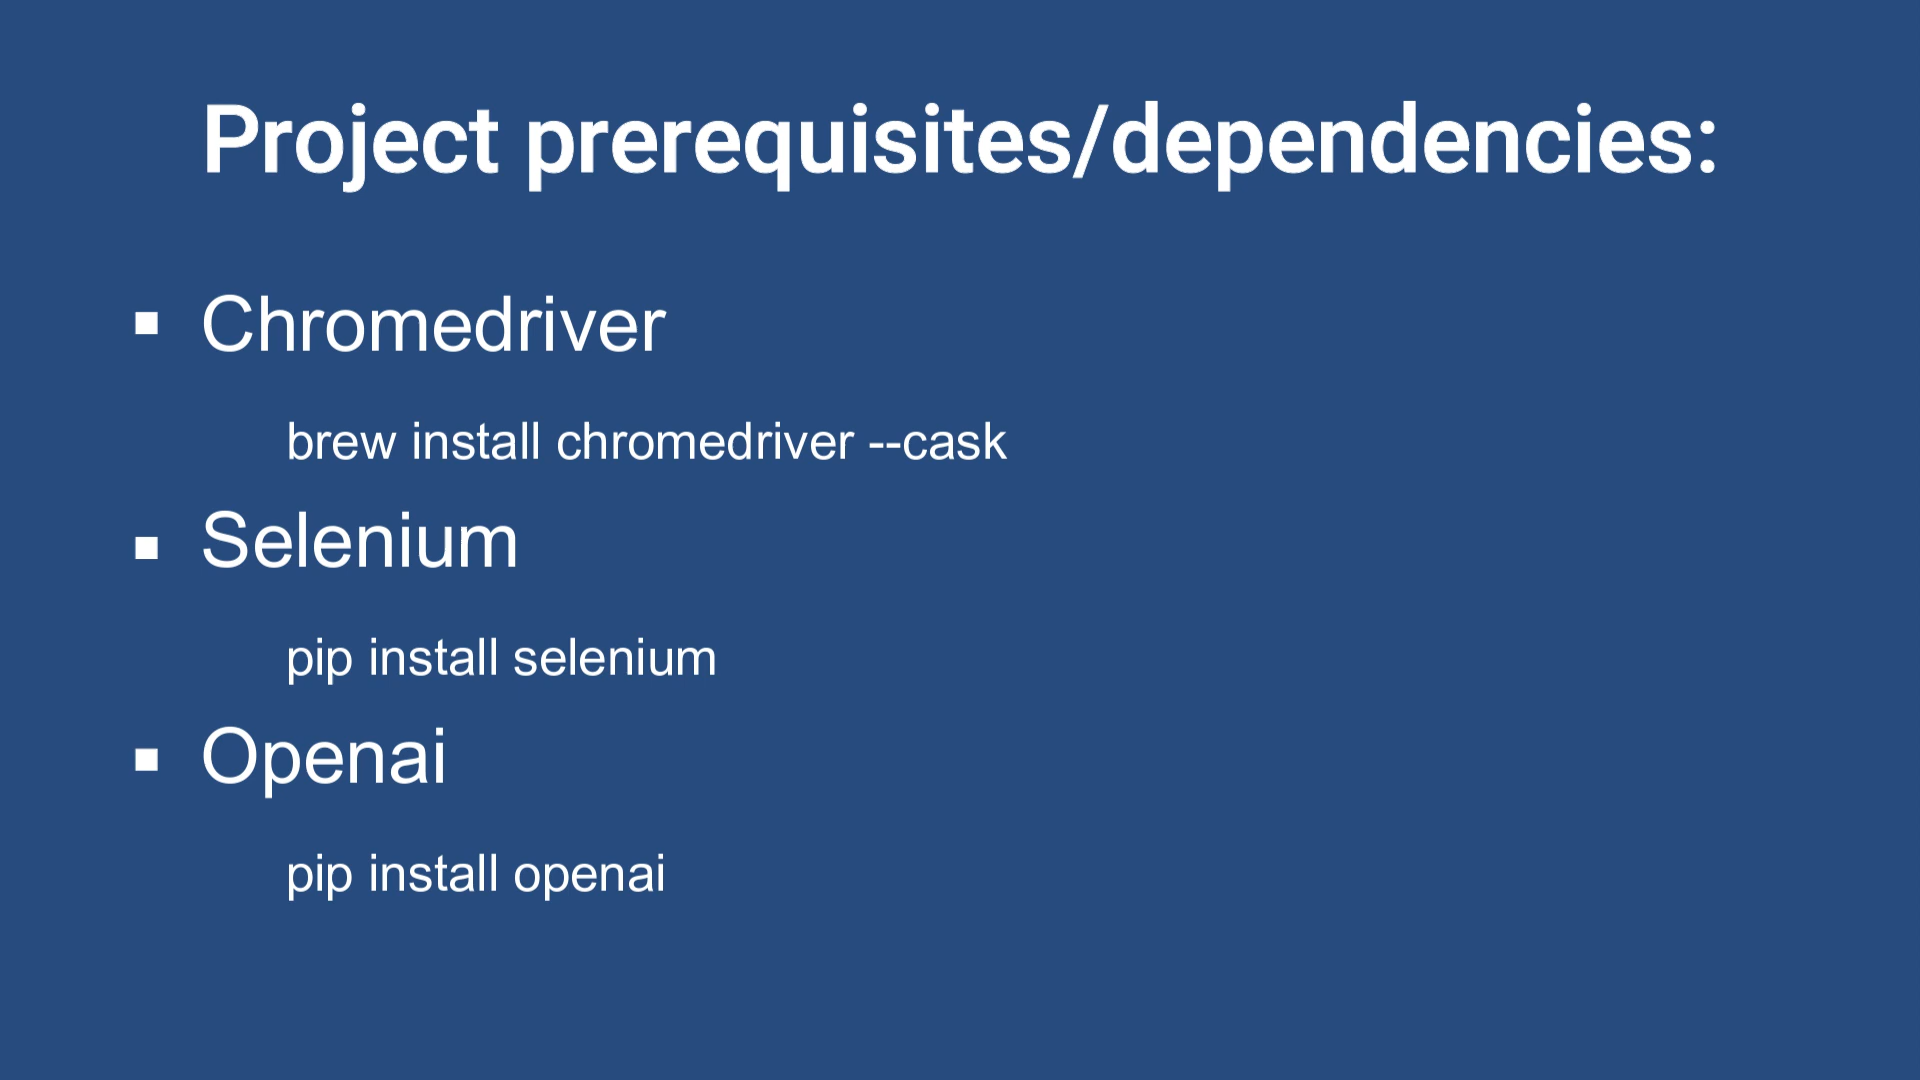 Project prerequisites/dependencies:
▪ Chromedriver
brew install chromedriver --cask
▪ Selenium
pip install selenium
▪ Openai
pip install openai